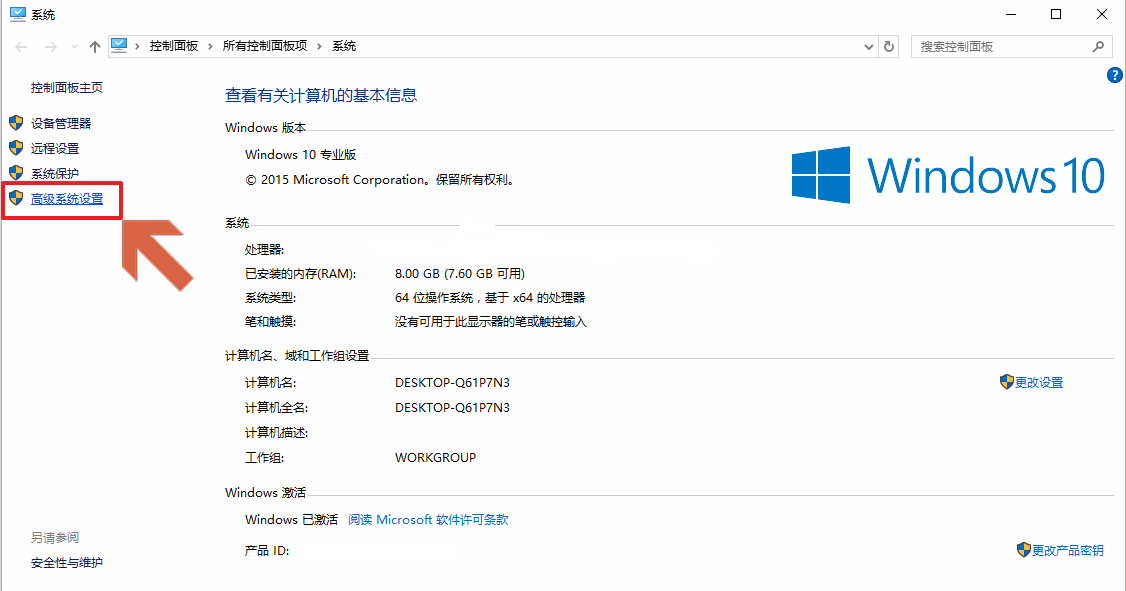 系统
控制面板 › 所有控制面板项 › 系统
搜索控制面板
?
控制面板主页
设备管理器
远程设置
系统保护
高级系统设置
查看有关计算机的基本信息
Windows 版本
Windows 10 专业版
© 2015 Microsoft Corporation。保留所有权利。
Windows 10
系统
处理器:
已安装的内存(RAM): 8.00 GB (7.60 GB 可用)
系统类型: 64 位操作系统，基于 x64 的处理器
笔和触摸: 没有可用于此显示器的笔或触控输入
计算机名、域和工作组设置
计算机名: DESKTOP-Q61P7N3 更改设置
计算机全名: DESKTOP-Q61P7N3
计算机描述:
工作组: WORKGROUP
Windows 激活
Windows 已激活 阅读 Microsoft 软件许可条款
产品 ID: 更改产品密钥
另请参阅
安全性与维护